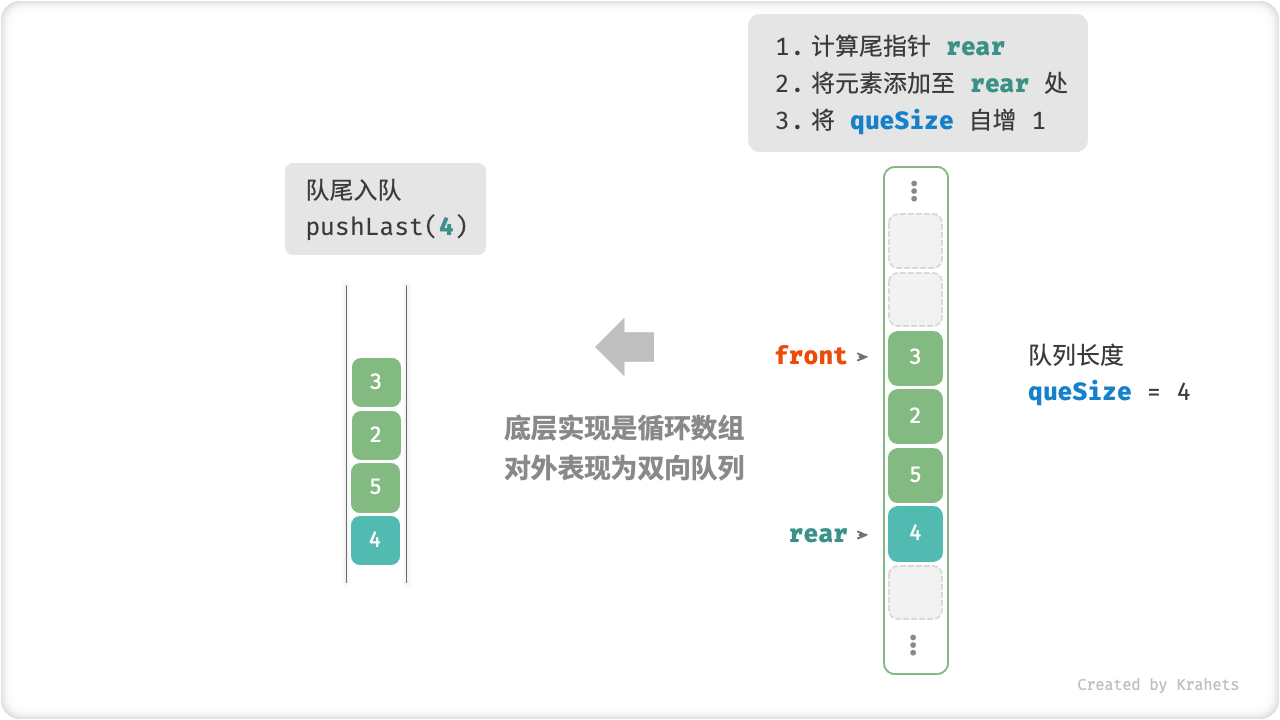 1. 计算尾指针 rear
2. 将元素添加至 rear 处
3. 将 queSize 自增 1
队尾入队
pushLast(4)
3
2
5
4
底层实现是循环数组
对外表现为双向队列
front
rear
3
2
5
4
队列长度
queSize = 4
Created by Krahets